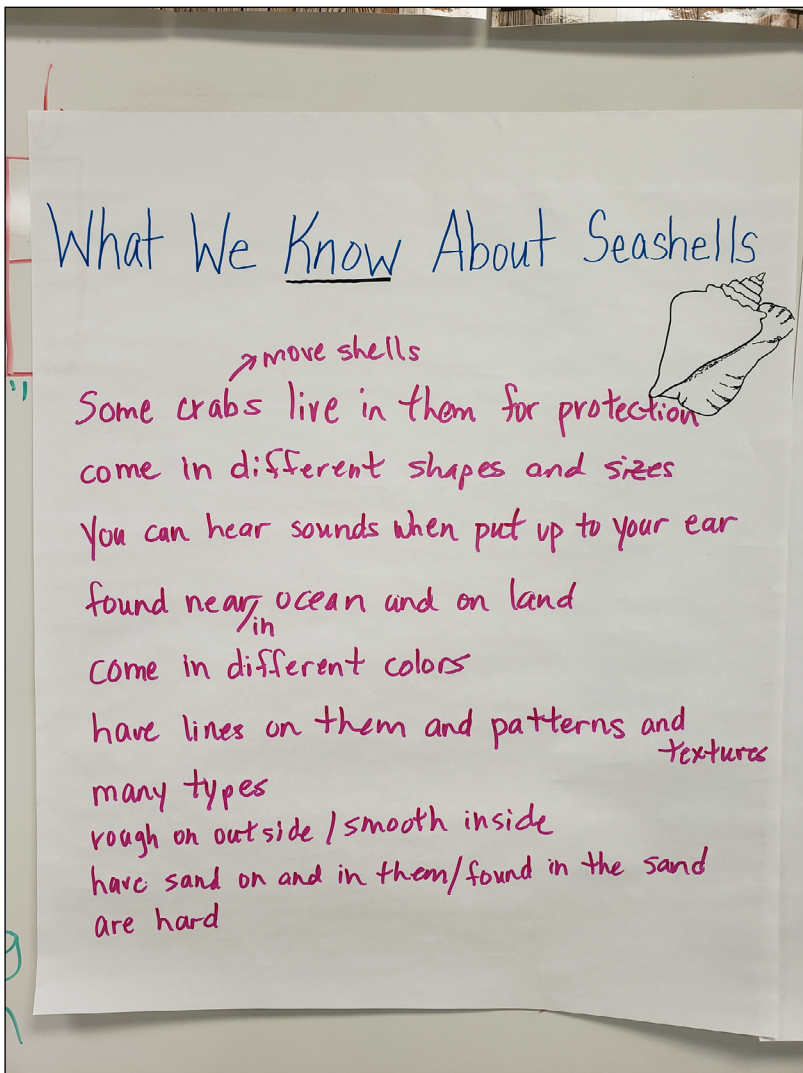 What We Know About Seashells
move shells
Some crabs live in them for protection
come in different shapes and sizes
You can hear sounds when put up to your ear
found near/in ocean and on land
come in different colors
have lines on them and patterns and
textures
many types
rough on outside / smooth inside
have sand on and in them/found in the sand
are hard